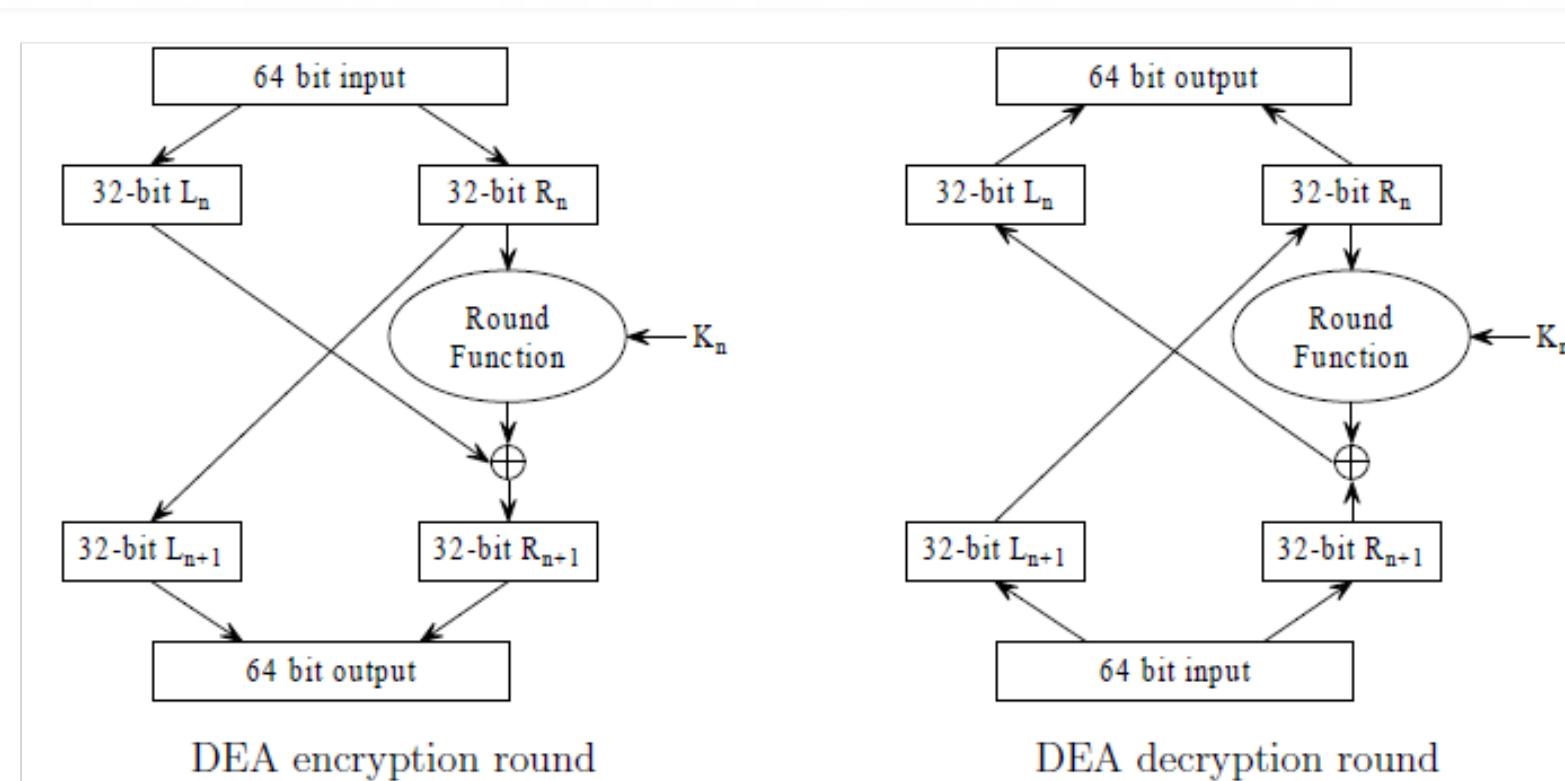 64 bit input
32-bit Lₙ
32-bit Rₙ
Round
Function
Kₙ
32-bit Lₙ₊₁
32-bit Rₙ₊₁
64 bit output
DEA encryption round
64 bit output
32-bit Lₙ
32-bit Rₙ
Round
Function
32-bit Lₙ₊₁
32-bit Rₙ₊₁
64 bit input
DEA decryption round